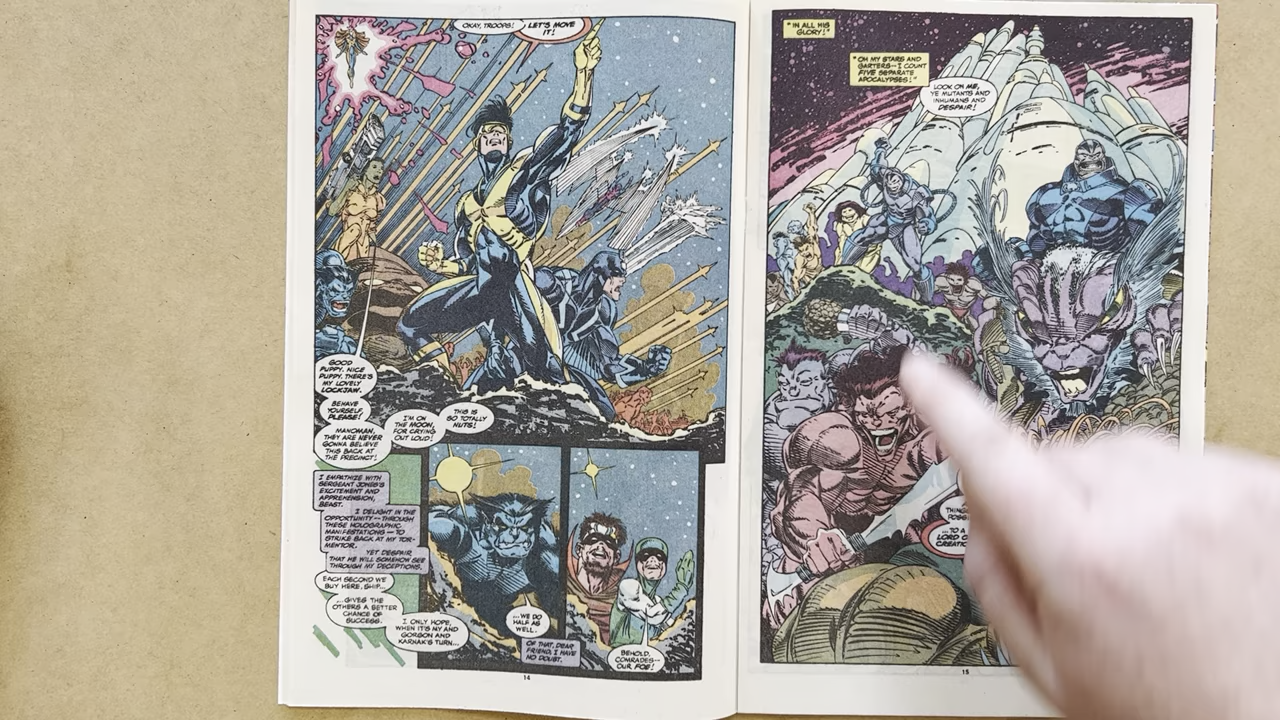 OKAY, TROOPS!
LET'S MOVE
IT!
GOOD
PUPPY. NICE
PUPPY. THERE'S
MY LOVELY
LOCKJAW.
BEHAVE
YOURSELF,
PLEASE!
MANOMAN,
THEY ARE NEVER
GONNA BELIEVE
THIS BACK AT
THE PRECINCT!
I'M ON
THE MOON,
FOR CRYING
OUT LOUD!
THIS IS
SO TOTALLY
NUTS!
I EMPATHIZE WITH
SERGEANT JONES'S
EXCITEMENT AND
APPREHENSION,
BEAST.
I DELIGHT IN THE
OPPORTUNITY--THROUGH
THESE HOLOGRAPHIC
MANIFESTATIONS--TO
STRIKE BACK AT MY TOR-
MENTOR.
YET DESPAIR
THAT HE WILL SOMEHOW SEE
THROUGH MY DECEPTIONS.
EACH SECOND WE
BUY HERE, SHIP...
...GIVES THE
OTHERS A BETTER
CHANCE OF
SUCCESS.
I ONLY HOPE,
WHEN IT'S MY AND
GORGON AND
KARNAK'S TURN...
...WE DO
HALF AS
WELL.
OF THAT, DEAR
FRIEND, I HAVE
NO DOUBT.
BEHOLD,
COMRADES--
OUR FOE!
14
"IN ALL HIS
GLORY!"
"OH MY STARS AND
GARTERS--I COUNT
FIVE SEPARATE
APOCALYPSES!"
LOOK ON ME,
YE MUTANTS AND
INHUMANS AND
DESPAIR!
...TO A
LORD O
CREATIO
15